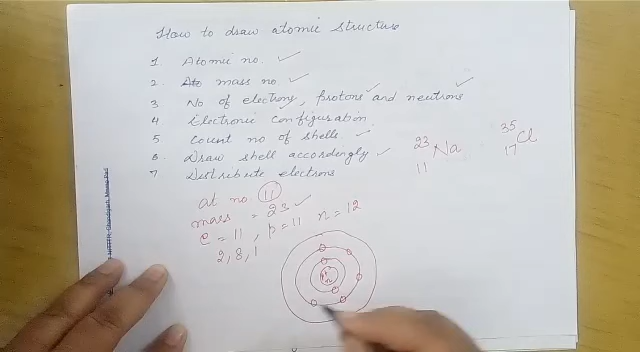 How to draw atomic structure
1 Atomic no.
2. mass no.
3 No of electrons, protons and neutrons
4 Electronic configuration
5 Count no of shells
6 Draw shell accordingly
7 Distribute electrons
23 Na 11
35 Cl 17
at no. 11
mass = 23
e = 11, p = 11 n = 12
2, 8, 1